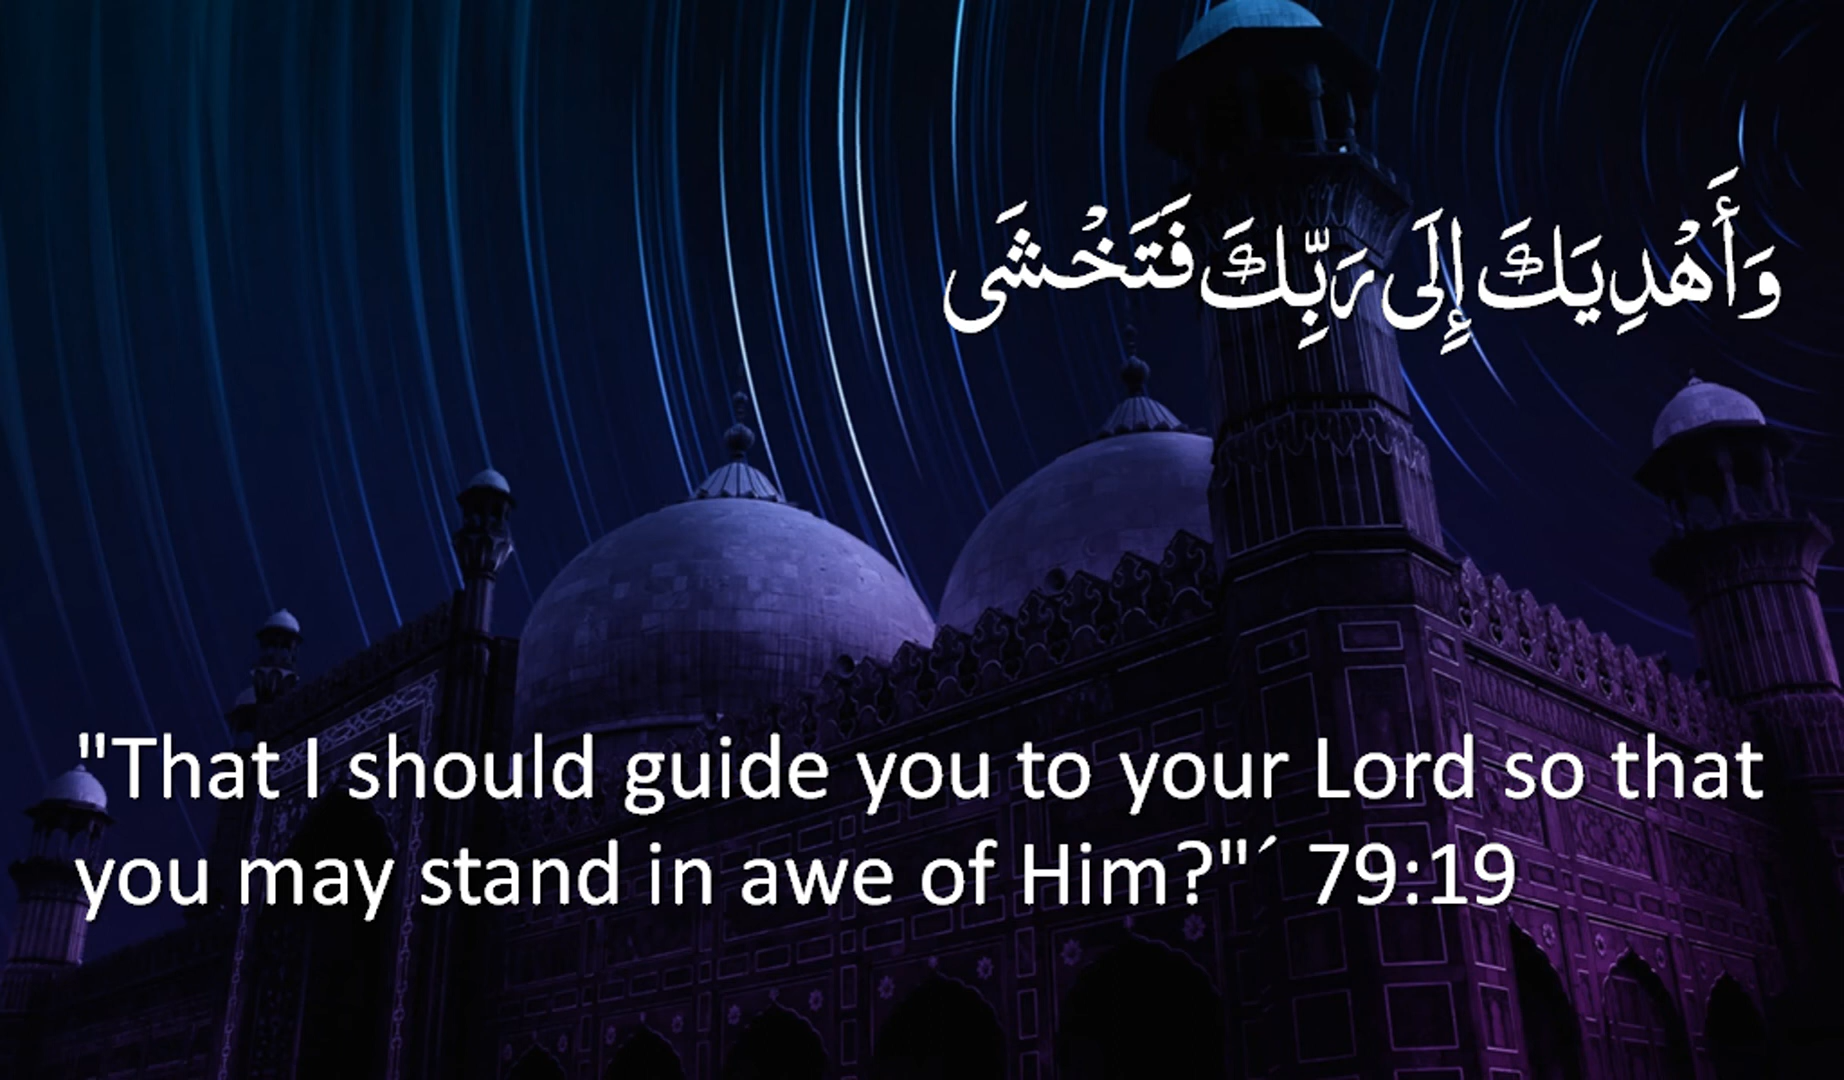 وَأَهْدِيَكَ إِلَى رَبِّكَ فَتَخْشَى
"That I should guide you to your Lord so that
you may stand in awe of Him?"´ 79:19